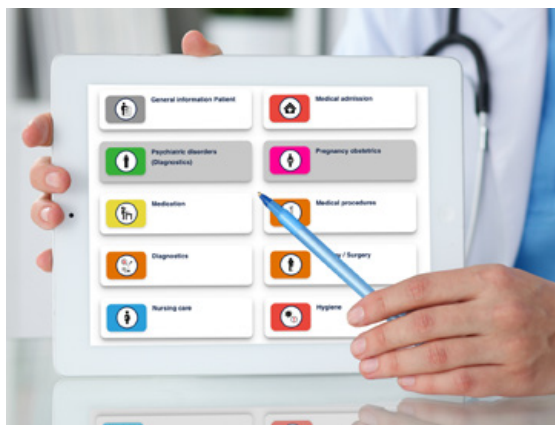 General information Patient
Medical admission
Psychiatric disorders
(Diagnostics)
Pregnancy obstetrics
Medication
Medical procedures
Diagnostics
/ Surgery
Nursing care
Hygiene